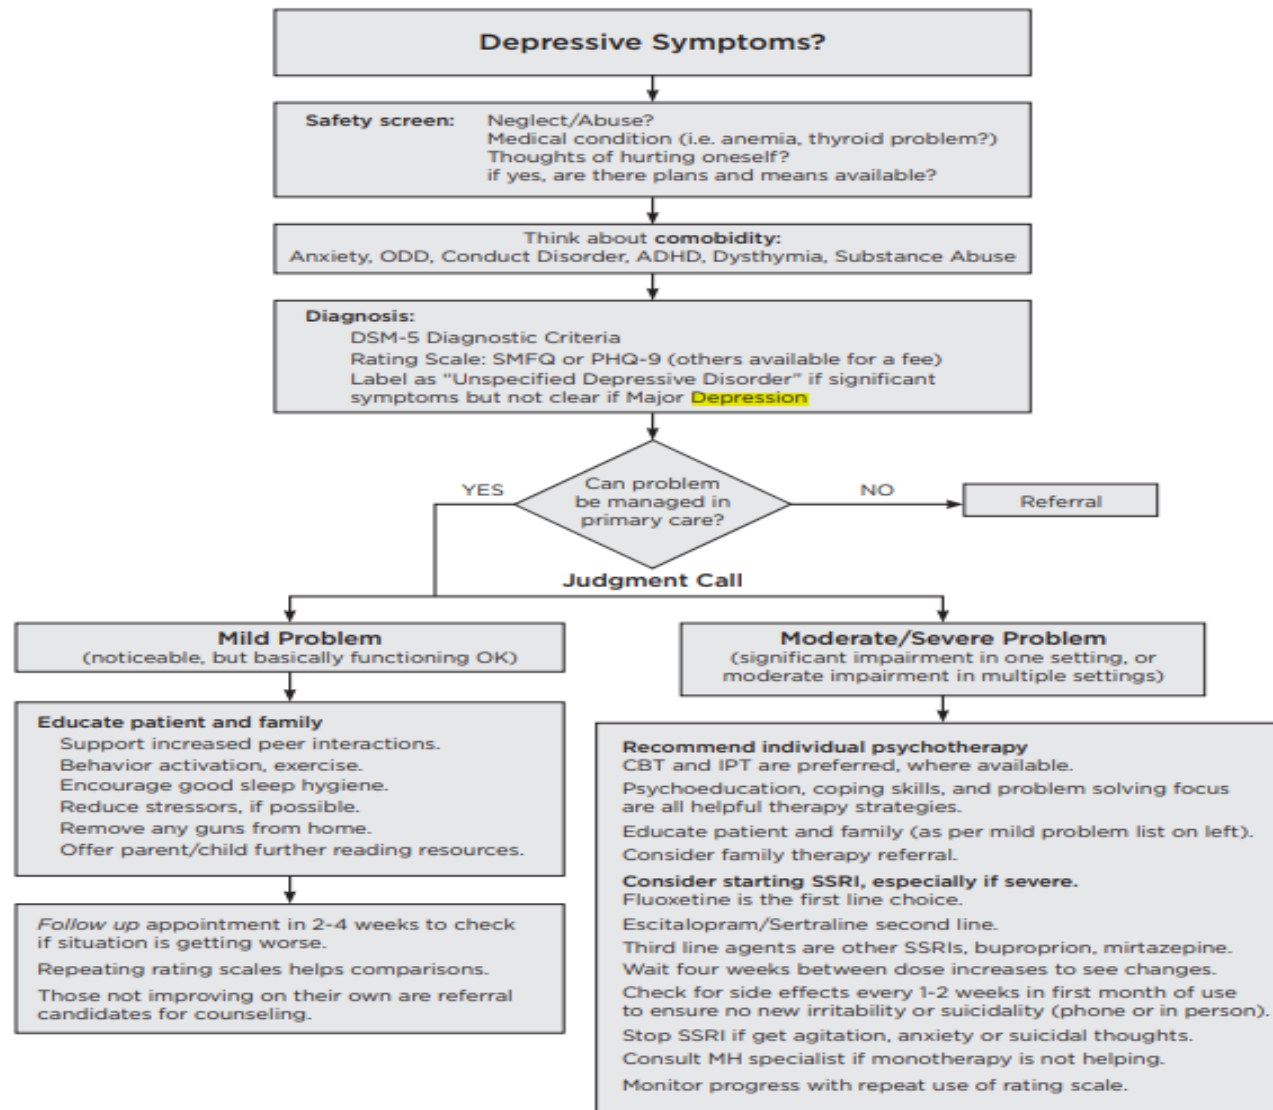 Depressive Symptoms?
Safety screen: Neglect/Abuse?
Medical condition (i.e. anemia, thyroid problem?)
Thoughts of hurting oneself?
if yes, are there plans and means available?
Think about comobidity:
Anxiety, ODD, Conduct Disorder, ADHD, Dysthymia, Substance Abuse
Diagnosis:
DSM-5 Diagnostic Criteria
Rating Scale: SMFQ or PHQ-9 (others available for a fee)
Label as “Unspecified Depressive Disorder” if significant
symptoms but not clear if Major Depression
Can problem
be managed in
primary care?
YES
NO
Referral
Judgment Call
Mild Problem
(noticeable, but basically functioning OK)
Educate patient and family
Support increased peer interactions.
Behavior activation, exercise.
Encourage good sleep hygiene.
Reduce stressors, if possible.
Remove any guns from home.
Offer parent/child further reading resources.
Follow up appointment in 2-4 weeks to check
if situation is getting worse.
Repeating rating scales helps comparisons.
Those not improving on their own are referral
candidates for counseling.
Moderate/Severe Problem
(significant impairment in one setting, or
moderate impairment in multiple settings)
Recommend individual psychotherapy
CBT and IPT are preferred, where available.
Psychoeducation, coping skills, and problem solving focus
are all helpful therapy strategies.
Educate patient and family (as per mild problem list on left).
Consider family therapy referral.
Consider starting SSRI, especially if severe.
Fluoxetine is the first line choice.
Escitalopram/Sertraline second line.
Third line agents are other SSRIs, buproprion, mirtazepine.
Wait four weeks between dose increases to see changes.
Check for side effects every 1-2 weeks in first month of use
to ensure no new irritability or suicidality (phone or in person).
Stop SSRI if get agitation, anxiety or suicidal thoughts.
Consult MH specialist if monotherapy is not helping.
Monitor progress with repeat use of rating scale.